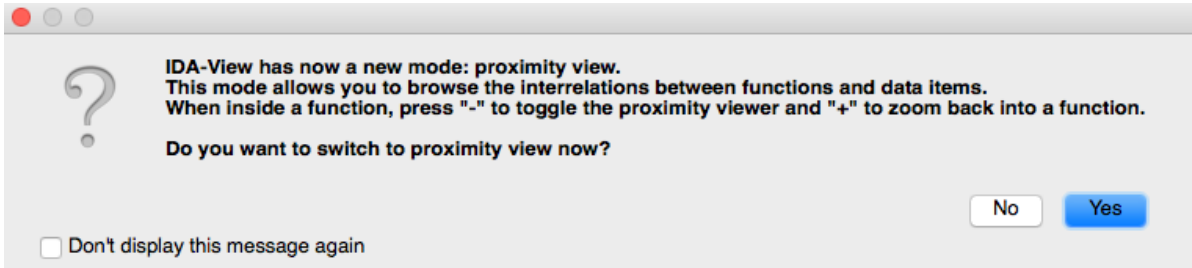 IDA-View has now a new mode: proximity view.
This mode allows you to browse the interrelations between functions and data items.
When inside a function, press "-" to toggle the proximity viewer and "+" to zoom back into a function.
Do you want to switch to proximity view now?
No
Yes
Don't display this message again